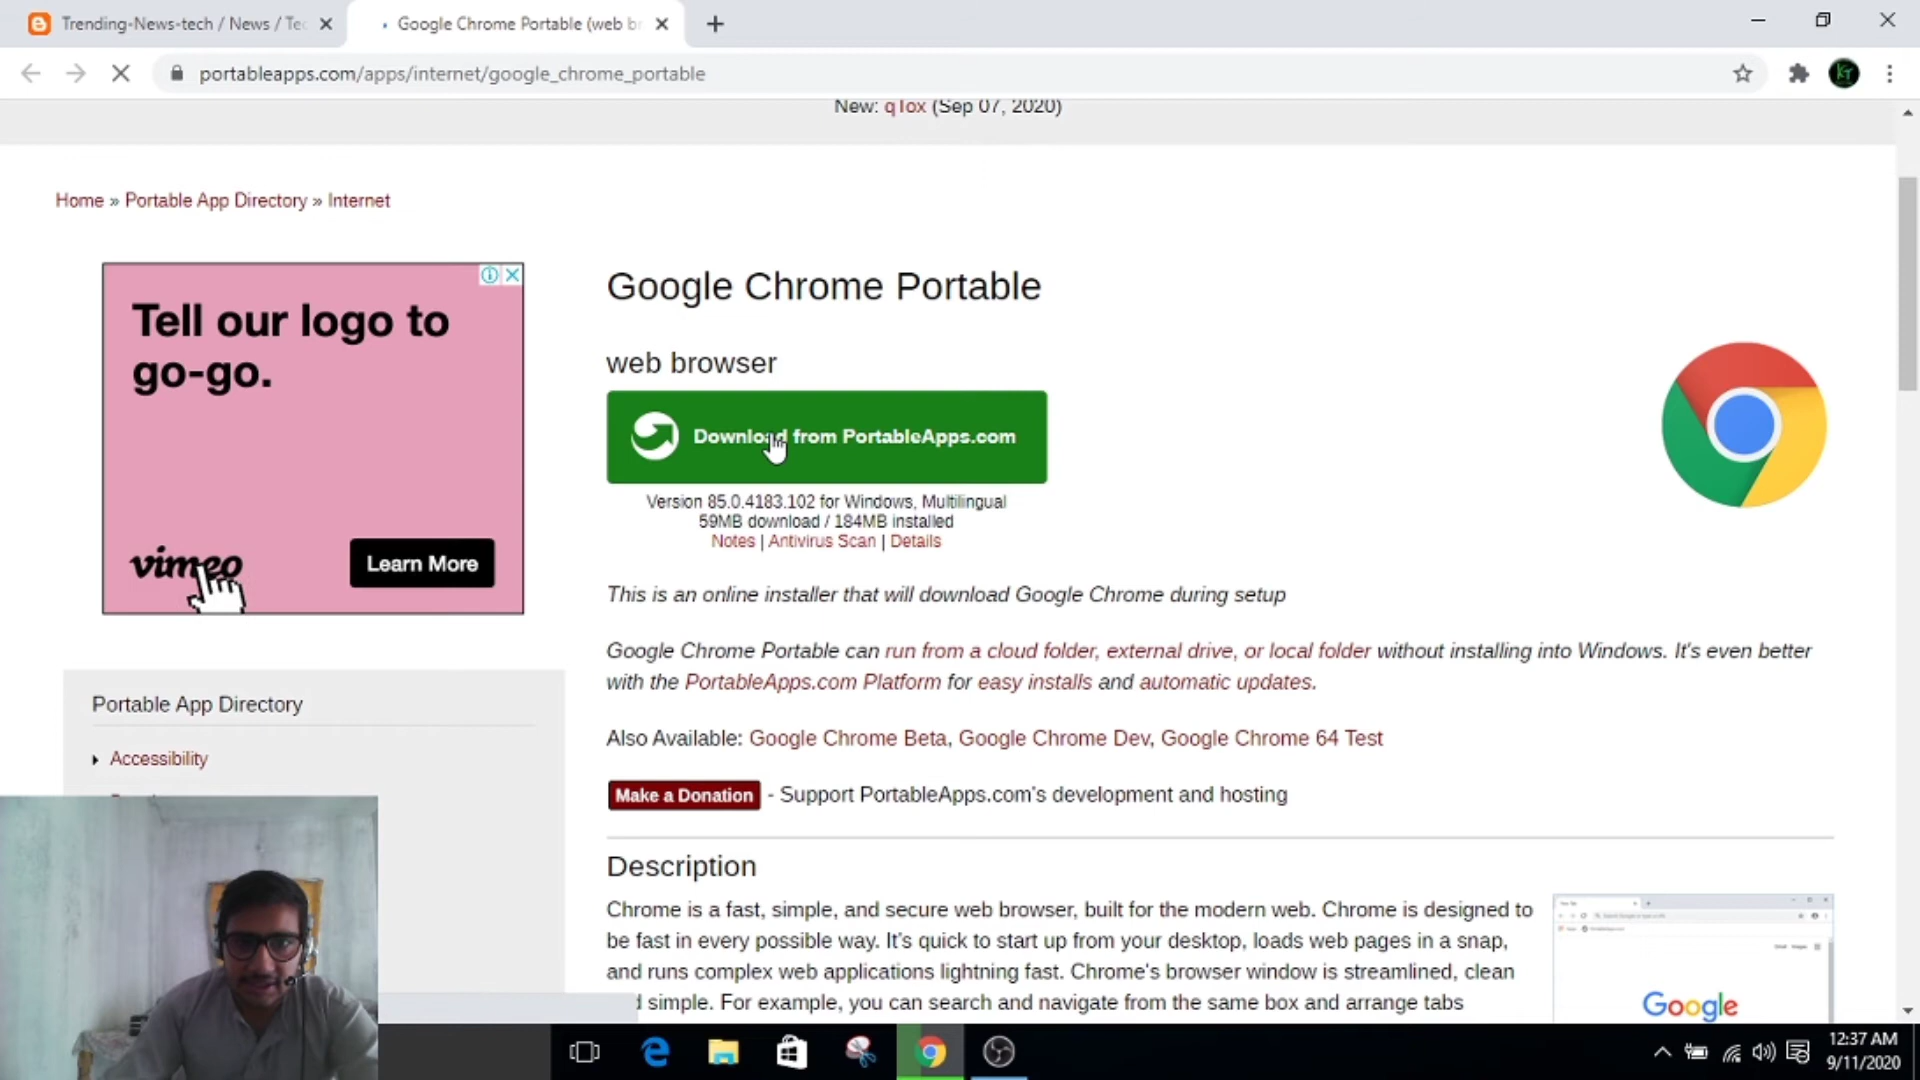 Trending-News-tech / News / Tec
Google Chrome Portable (web br
portableapps.com/apps/internet/google_chrome_portable
New: qTox (Sep 07, 2020)
Home » Portable App Directory » Internet
Tell our logo to
go-go.
vimeo
Learn More
Google Chrome Portable
web browser
Download from PortableApps.com
Version 85.0.4183.102 for Windows, Multilingual
59MB download / 184MB installed
Notes | Antivirus Scan | Details
This is an online installer that will download Google Chrome during setup
Google Chrome Portable can run from a cloud folder, external drive, or local folder without installing into Windows. It's even better
with the PortableApps.com Platform for easy installs and automatic updates.
Also Available: Google Chrome Beta, Google Chrome Dev, Google Chrome 64 Test
Make a Donation - Support PortableApps.com's development and hosting
Portable App Directory
Accessibility
Description
Chrome is a fast, simple, and secure web browser, built for the modern web. Chrome is designed to
be fast in every possible way. It's quick to start up from your desktop, loads web pages in a snap,
and runs complex web applications lightning fast. Chrome's browser window is streamlined, clean
simple. For example, you can search and navigate from the same box and arrange tabs
Google
12:37 AM
9/11/2020